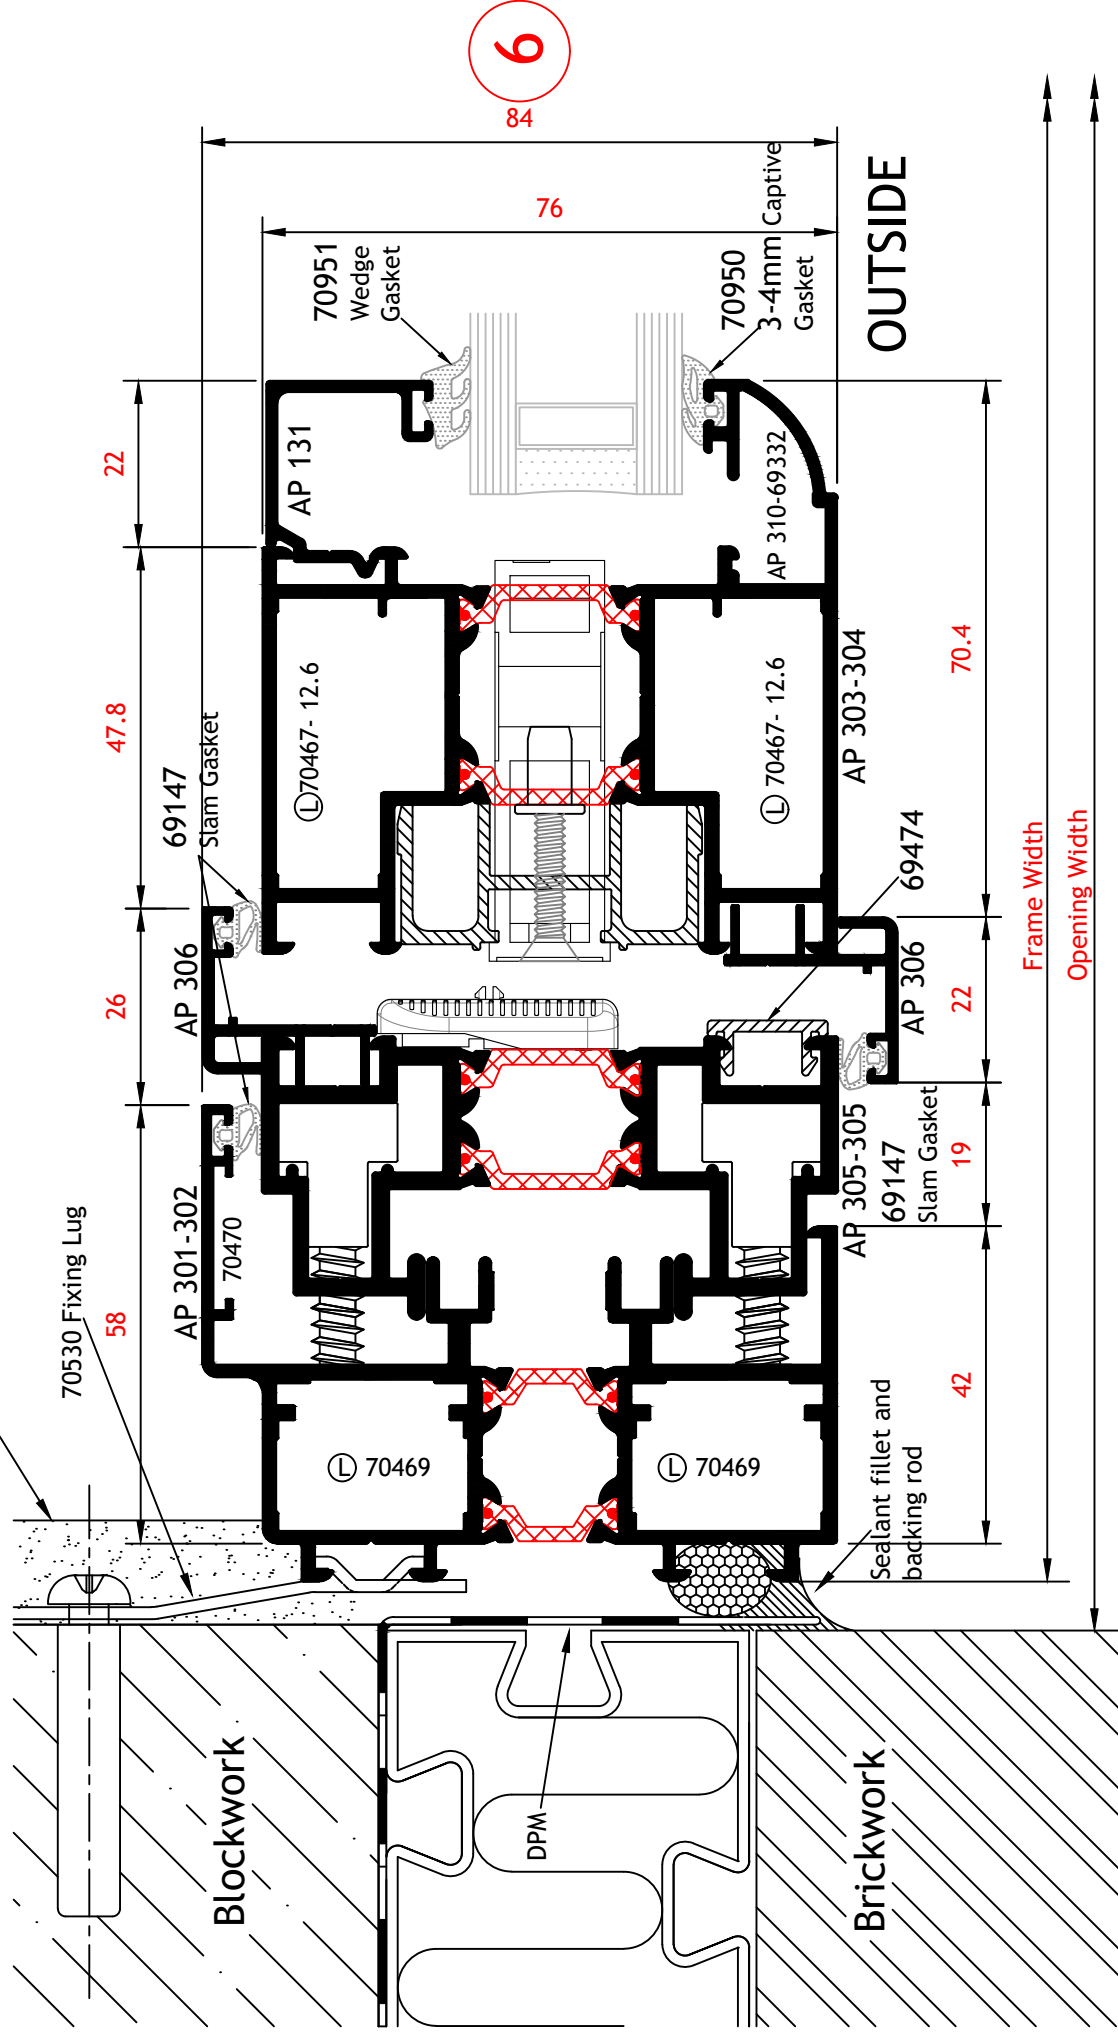 6
84
76
70951
Wedge
Gasket
70950
3-4mm Captive
Gasket
OUTSIDE
22
47.8
26
58
AP 131
AP 310-69332
69147
Slam Gasket
L 70467- 12.6
L 70467- 12.6
AP 303-304
70.4
69474
AP 306
AP 306
22
19
42
Frame Width
Opening Width
70530 Fixing Lug
AP 301-302
70470
AP 305-305
69147
Slam Gasket
L 70469
L 70469
Sealant fillet and
backing rod
Blockwork
DPM
Brickwork